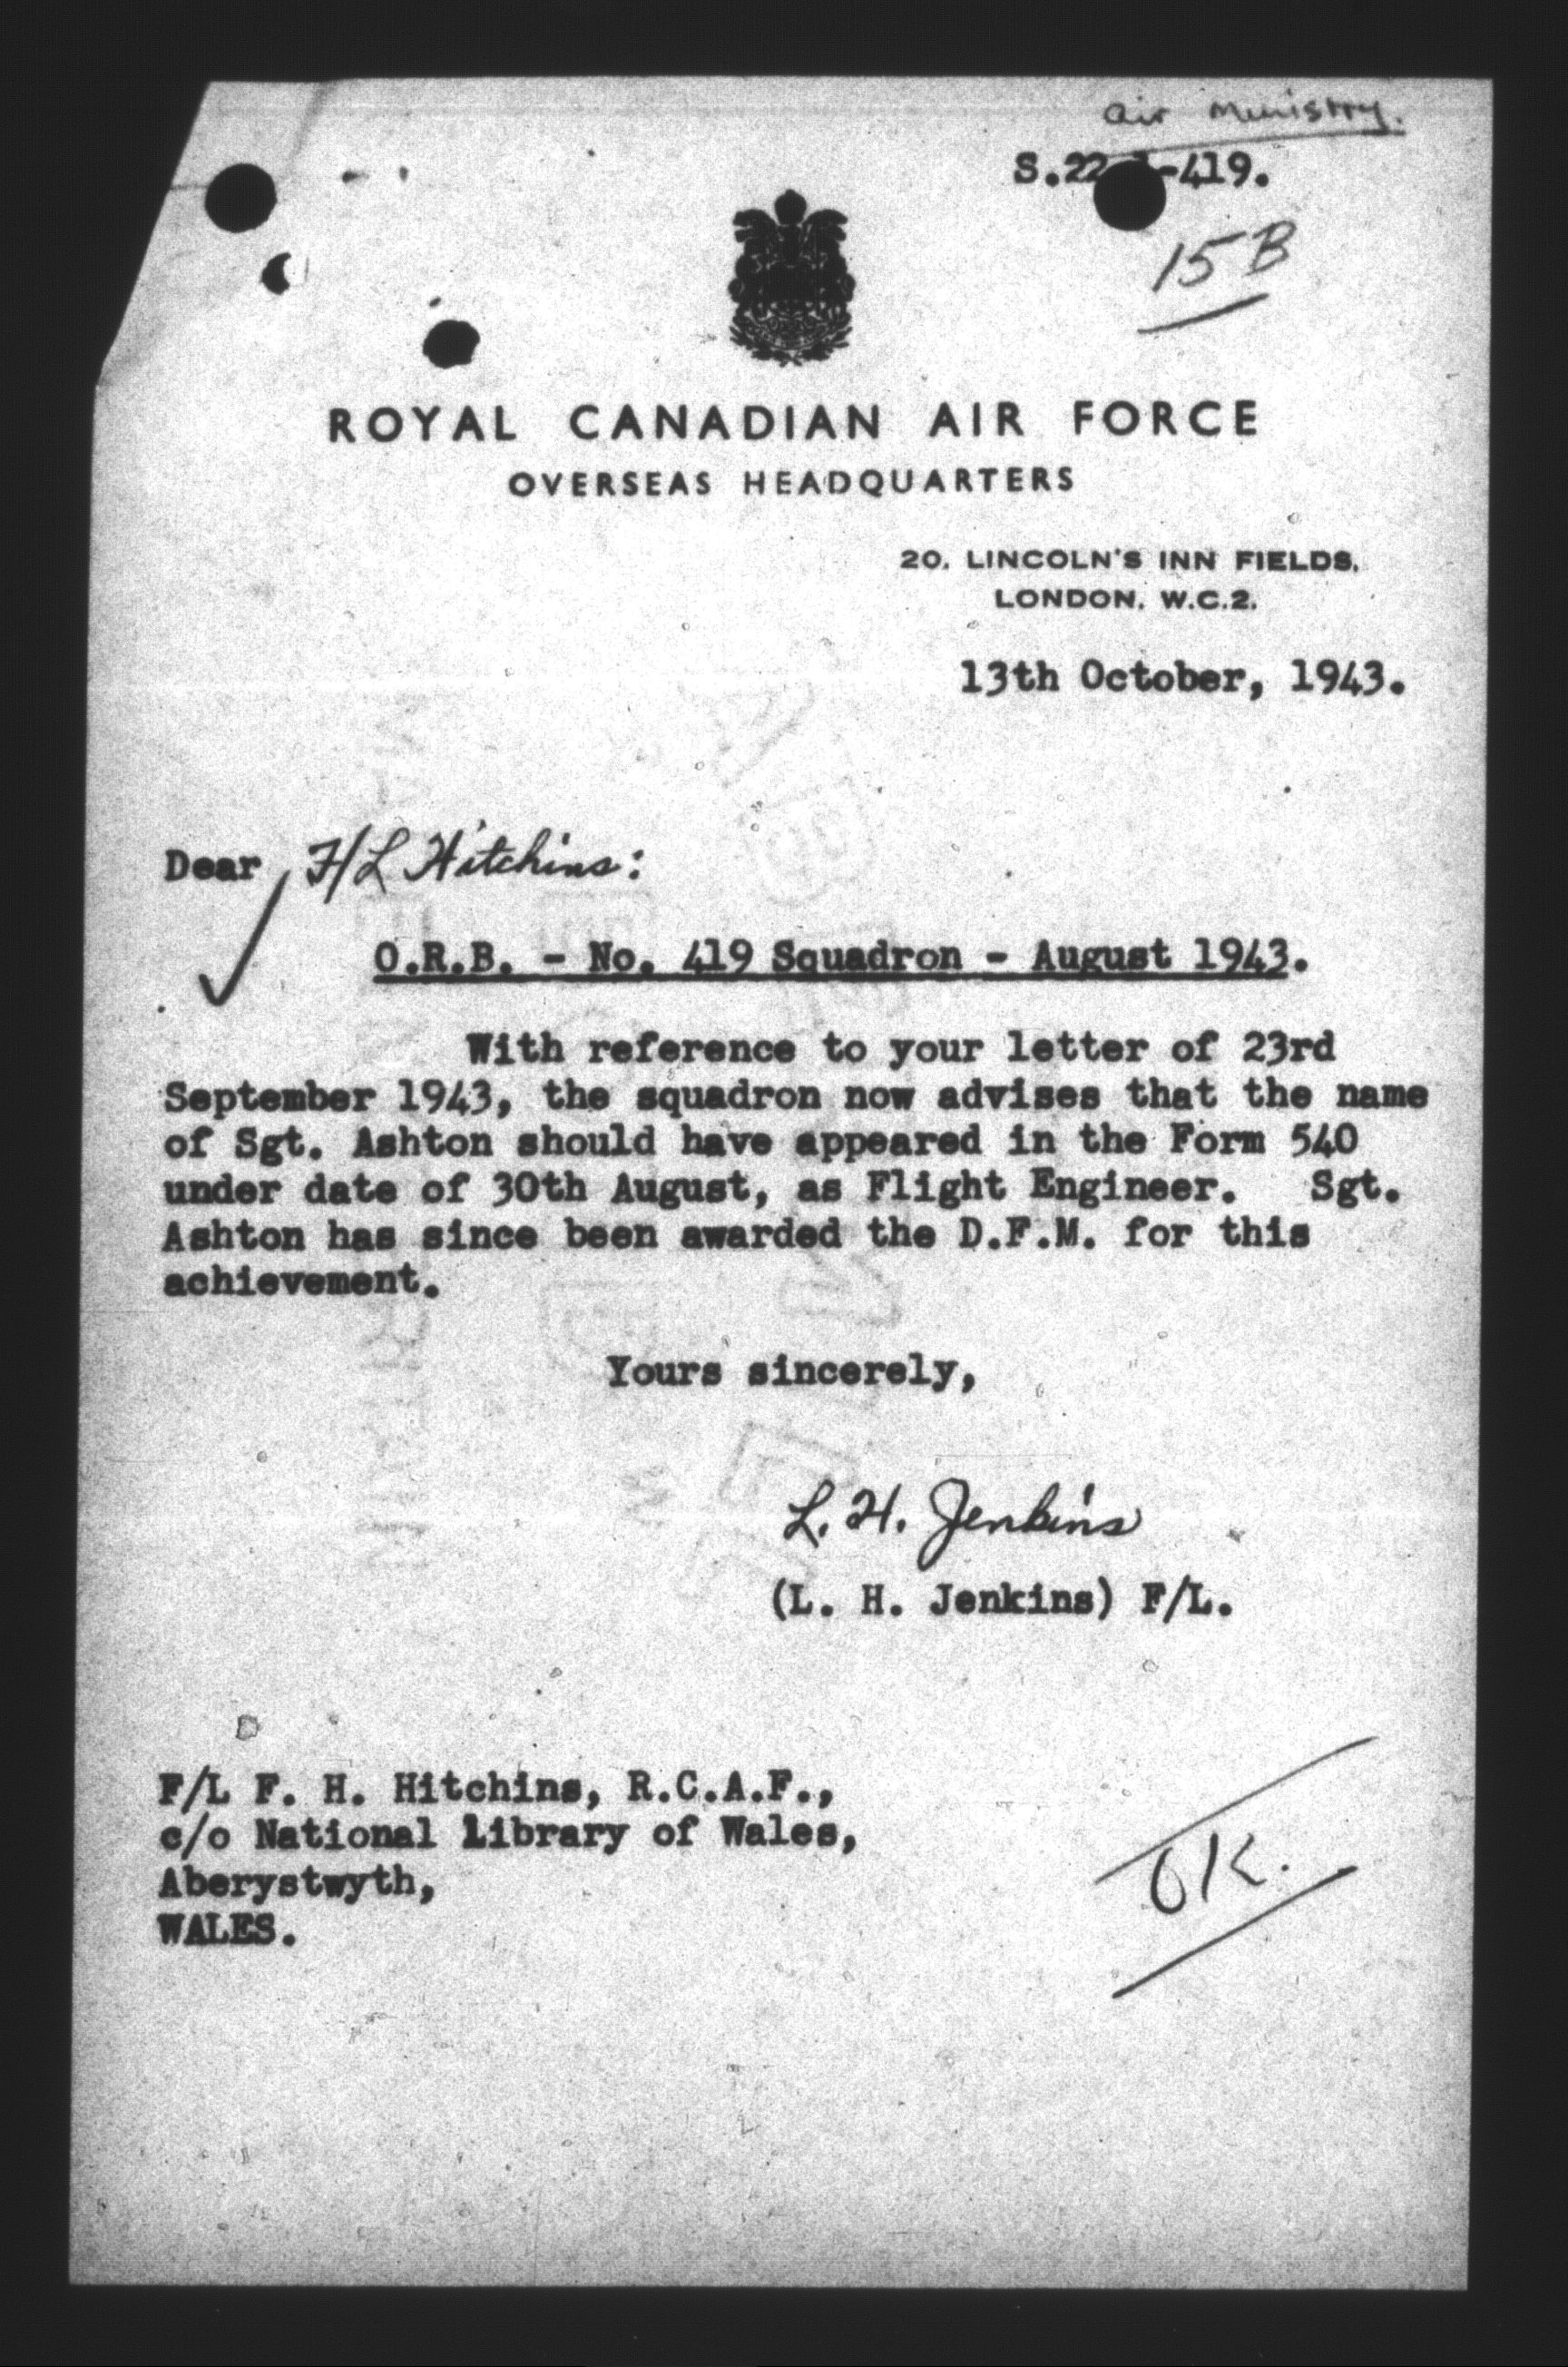 Air Ministry.
S.22 -419.
15B
ROYAL CANADIAN AIR FORCE
OVERSEAS HEADQUARTERS
20, LINCOLN'S INN FIELDS,
LONDON, W.C.2.
13th October, 1943.
Dear F/L Hitchins:
O.R.B. - No. 419 Squadron - August 1943.
With reference to your letter of 23rd
September 1943, the squadron now advises that the name
of Sgt. Ashton should have appeared in the Form 540
under date of 30th August, as Flight Engineer. Sgt.
Ashton has since been awarded the D.F.M. for this
achievement.
Yours sincerely,
L. H. Jenkins
(L. H. Jenkins) F/L.
F/L F. H. Hitchins, R.C.A.F.,
c/o National Library of Wales,
Aberystwyth,
WALES.
OK.